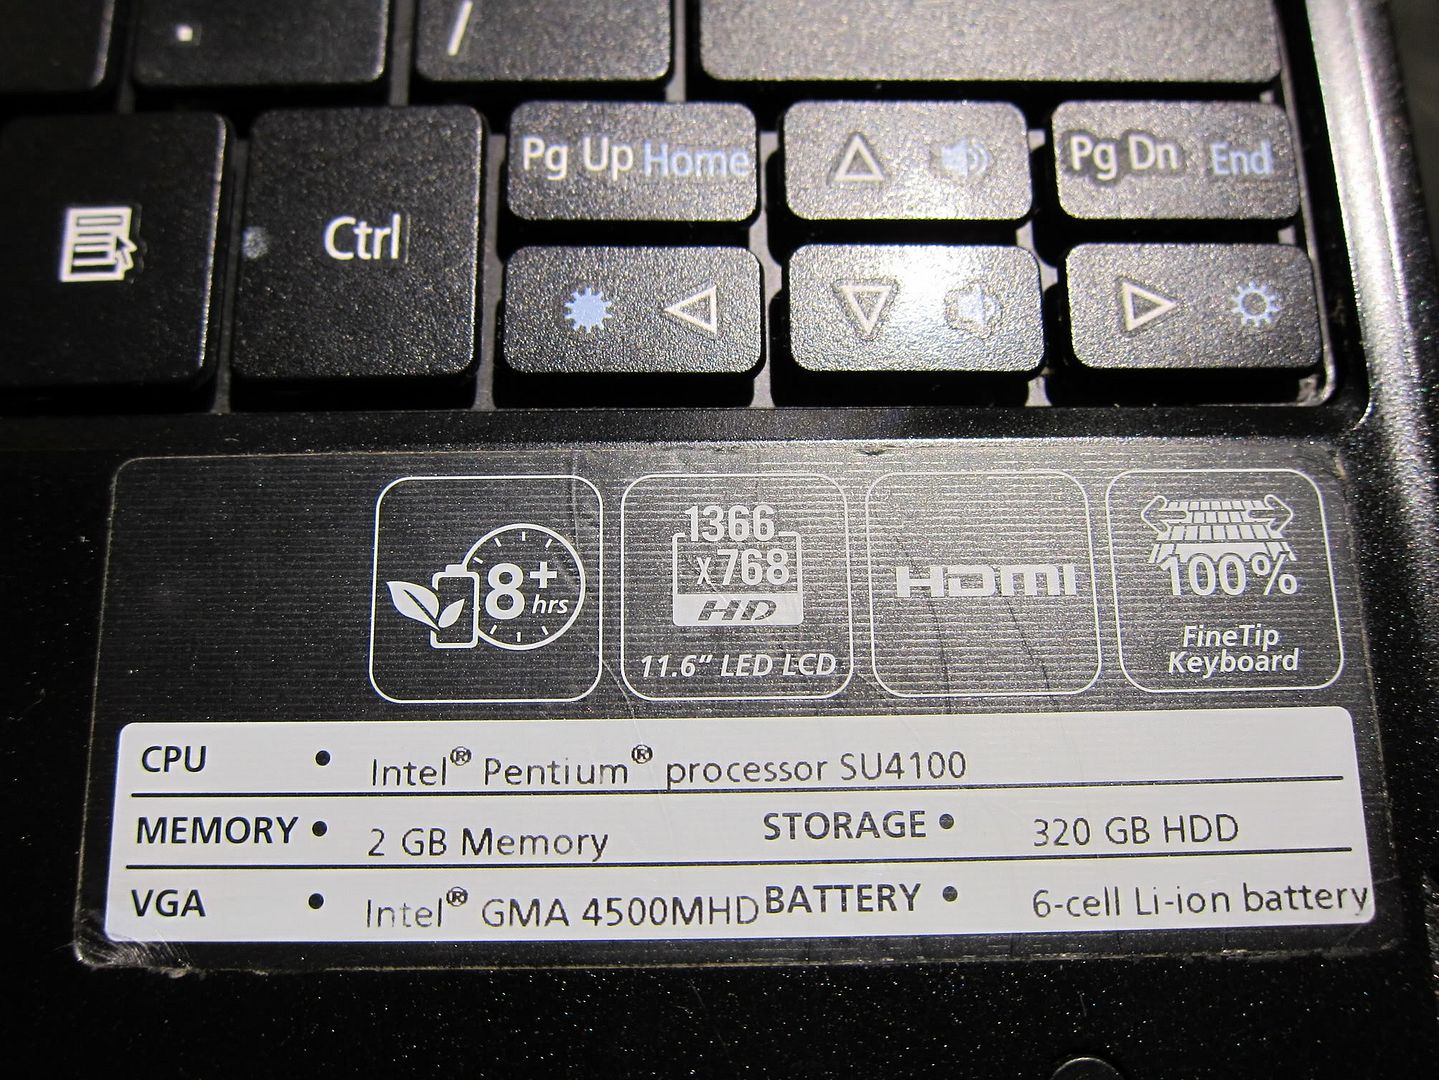 . /
Pg Up Home Pg Dn End
Ctrl
8+ hrs
1366 x768 HD
11.6" LED LCD
HDMI
100%
FineTip Keyboard
CPU • Intel® Pentium® processor SU4100
MEMORY • 2 GB Memory STORAGE • 320 GB HDD
VGA • Intel® GMA 4500MHD BATTERY • 6-cell Li-ion battery